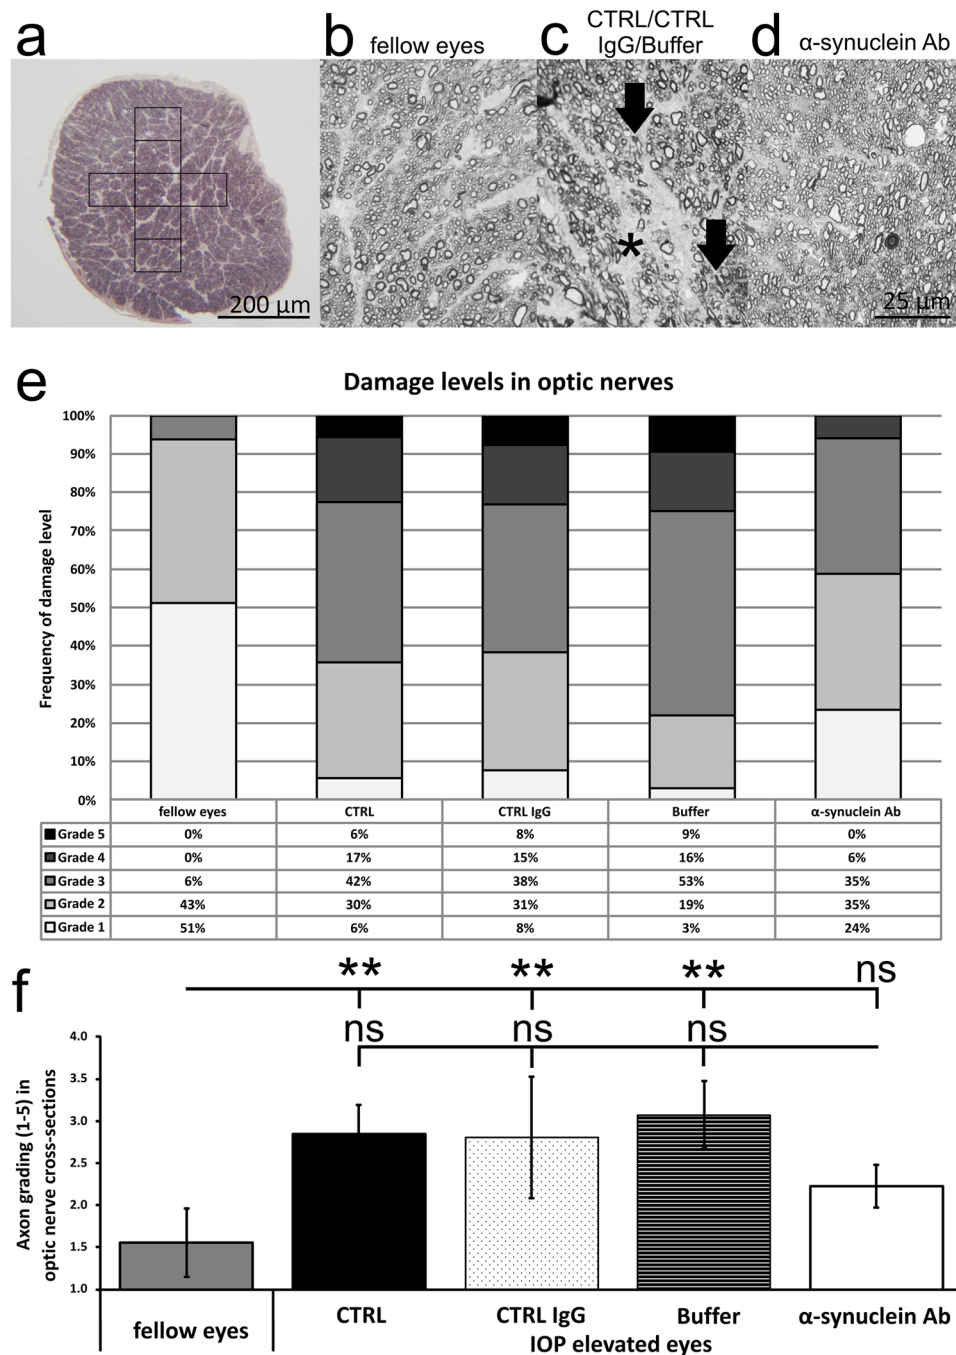 a
b fellow eyes
c CTRL/CTRL
IgG/Buffer
d α-synuclein Ab
*
200 µm
25 µm
e
Damage levels in optic nerves
Frequency of damage level
100%
90%
80%
70%
60%
50%
40%
30%
20%
10%
0%
fellow eyes CTRL CTRL IgG Buffer α-synuclein Ab
Grade 5 0% 6% 8% 9% 0%
Grade 4 0% 17% 15% 16% 6%
Grade 3 6% 42% 38% 53% 35%
Grade 2 43% 30% 31% 19% 35%
Grade 1 51% 6% 8% 3% 24%
f
** ** ** ns
ns ns ns
Axon grading (1-5) in
optic nerve cross-sections
4.0
3.5
3.0
2.5
2.0
1.5
1.0
fellow eyes
CTRL CTRL IgG Buffer α-synuclein Ab
IOP elevated eyes